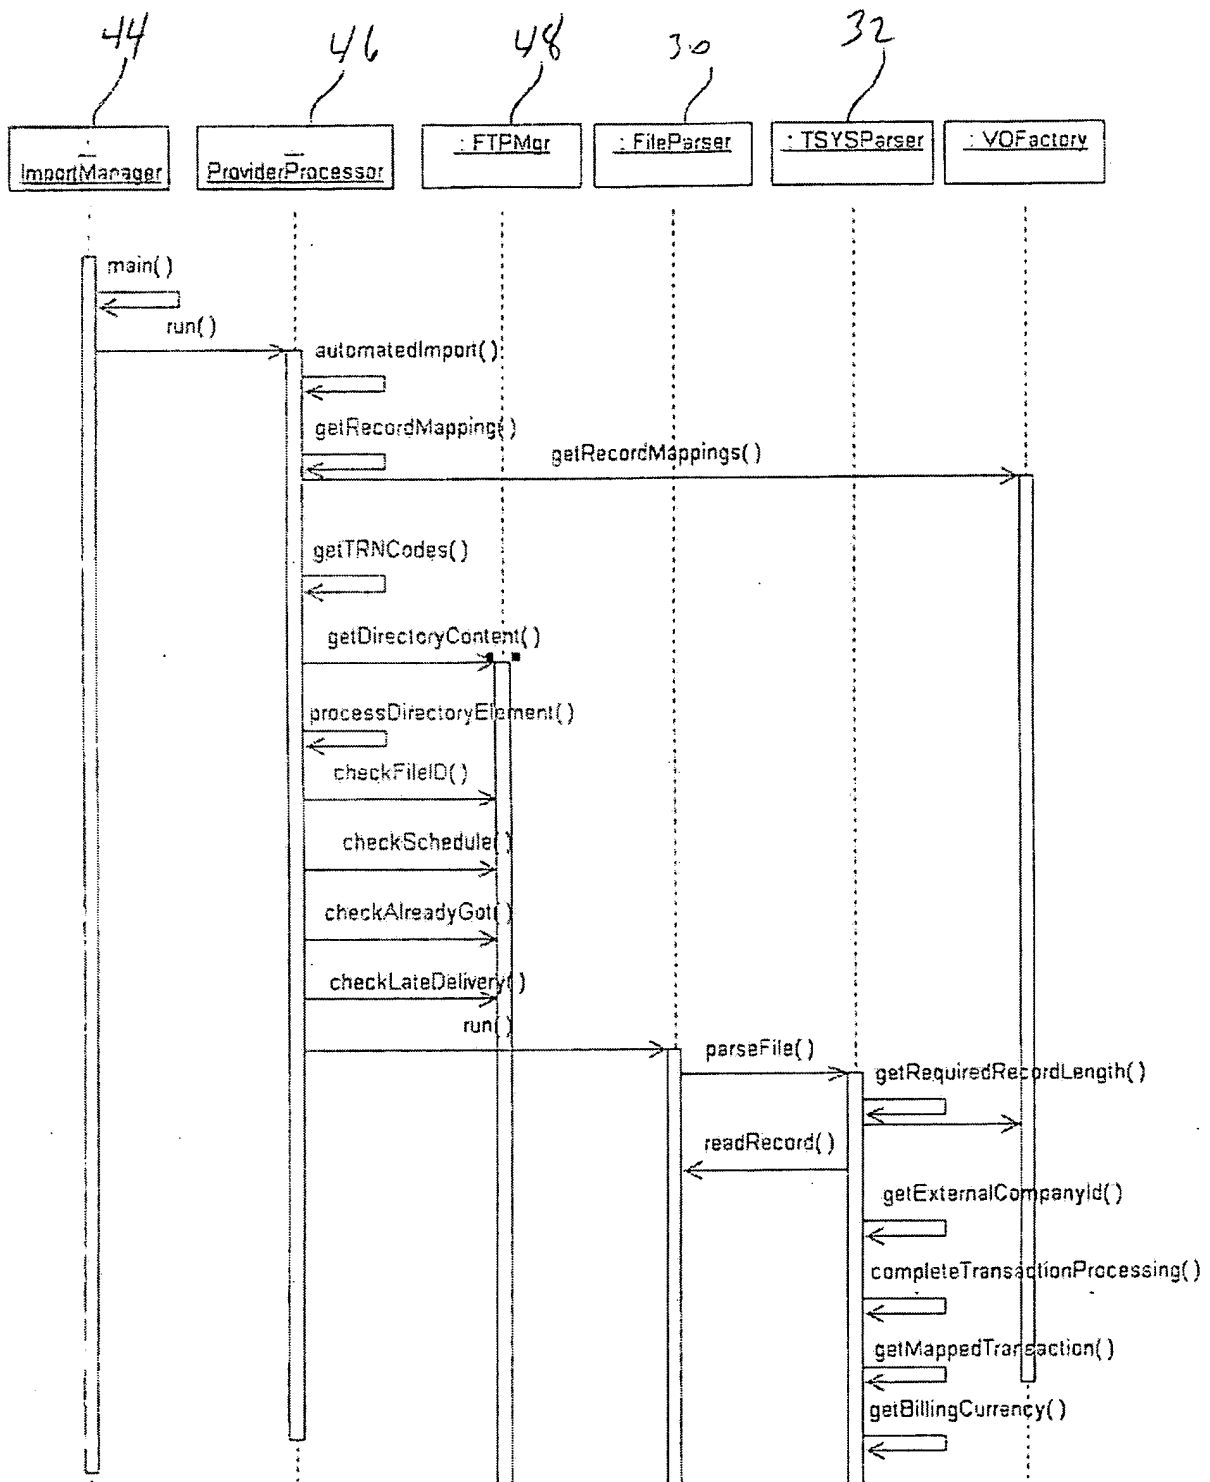 44 46 48 30 32
: ImportManager
: ProviderProcessor
: FTPMgr
: FileParser
: TSYSParser
: VOFactory
main()
run()
automatedImport()
getRecordMapping()
getRecordMappings()
getTRNCodes()
getDirectoryContent()
processDirectoryElement()
checkFileID()
checkSchedule()
checkAlreadyGot()
checkLateDelivery()
run()
parseFile()
getRequiredRecordLength()
readRecord()
getExternalCompanyId()
completeTransactionProcessing()
getMappedTransaction()
getBillingCurrency()